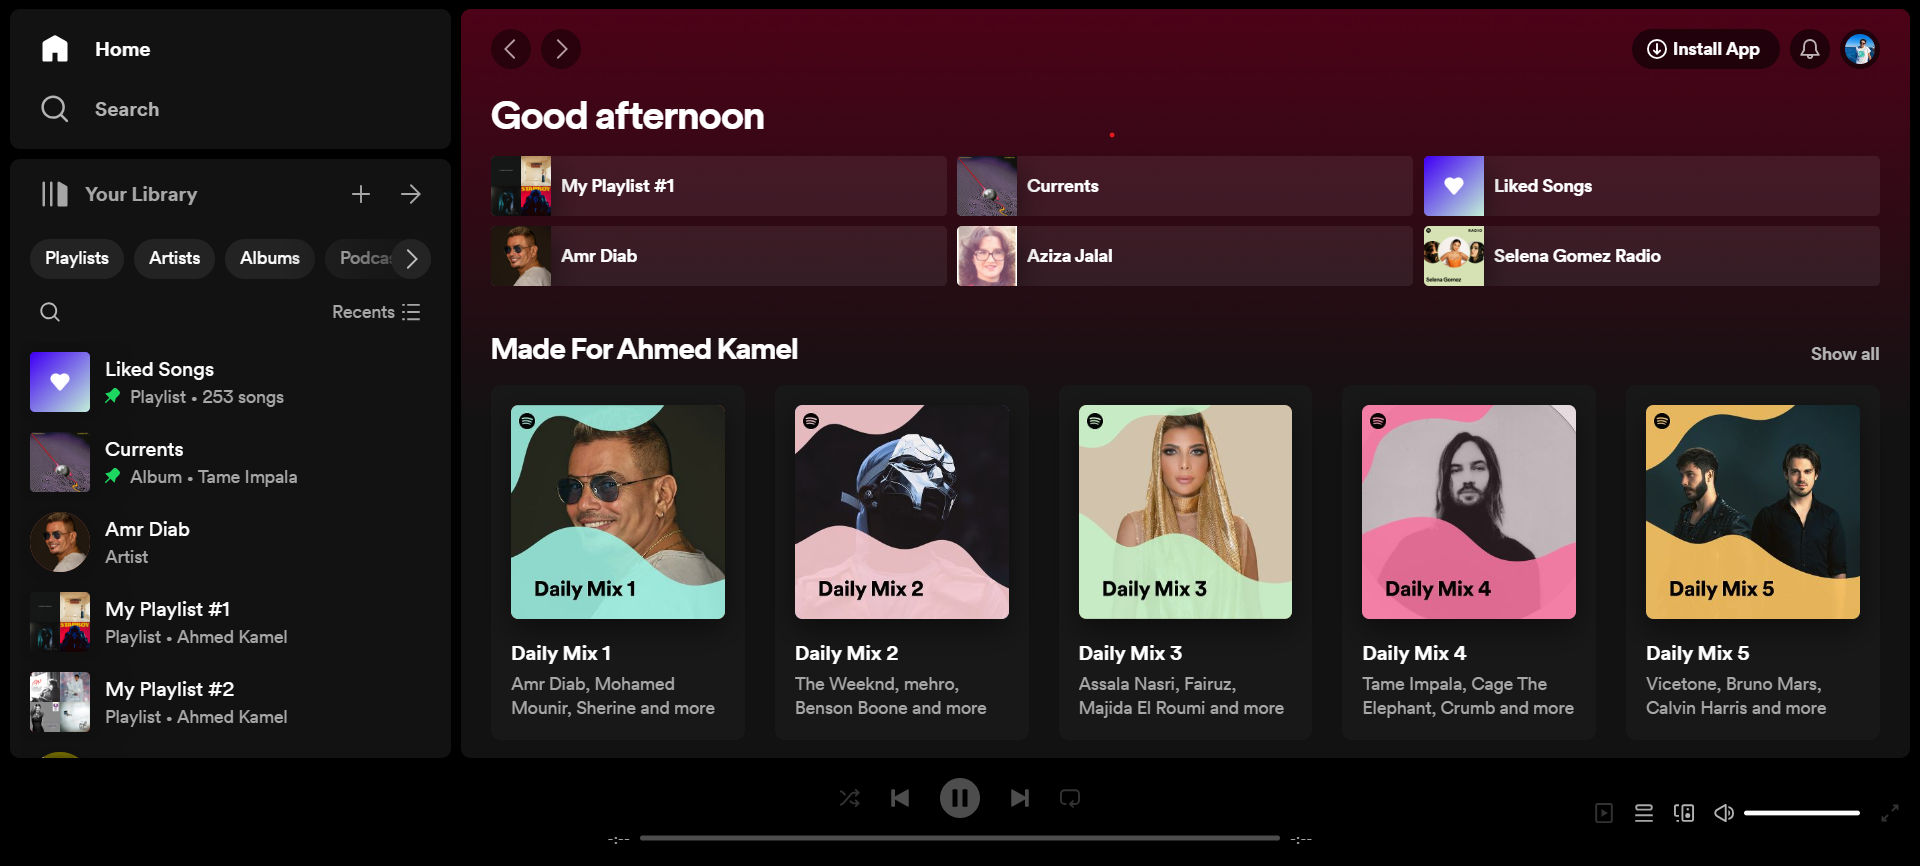 Home
Search
Your Library
Playlists
Artists
Albums
Podca
Recents
Liked Songs
Playlist • 253 songs
Currents
Album • Tame Impala
Amr Diab
Artist
My Playlist #1
Playlist • Ahmed Kamel
My Playlist #2
Playlist • Ahmed Kamel
Install App
Good afternoon
STARBOY
My Playlist #1
Currents
Liked Songs
Amr Diab
Aziza Jalal
RADIO
Selena Gomez
Selena Gomez Radio
Made For Ahmed Kamel
Show all
Daily Mix 1
Daily Mix 2
Daily Mix 3
Daily Mix 4
Daily Mix 5
Daily Mix 1
Amr Diab, Mohamed
Mounir, Sherine and more
Daily Mix 2
The Weeknd, mehro,
Benson Boone and more
Daily Mix 3
Assala Nasri, Fairuz,
Majida El Roumi and more
Daily Mix 4
Tame Impala, Cage The
Elephant, Crumb and more
Daily Mix 5
Vicetone, Bruno Mars,
Calvin Harris and more
-:--
-:--